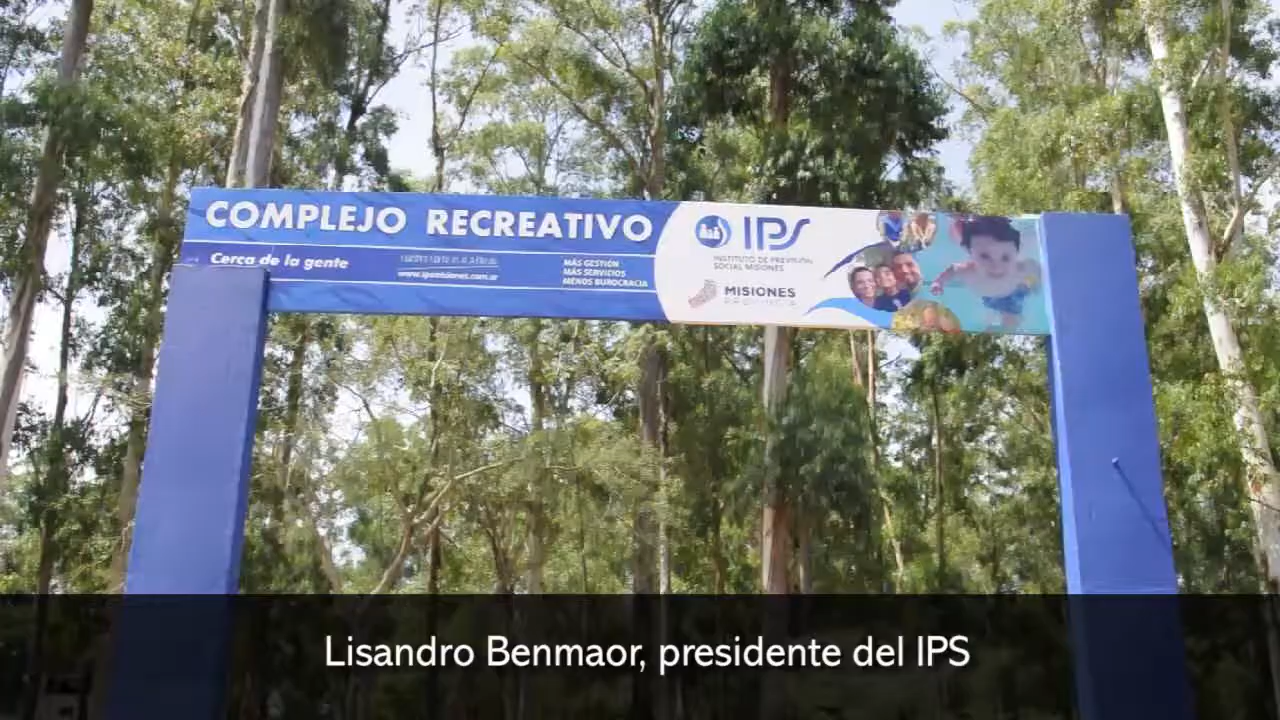 COMPLEJO RECREATIVO
Cerca de la gente
www.ipsmisiones.com.ar
MÁS GESTIÓN
MÁS SERVICIOS
MENOS BUROCRACIA
IPS
INSTITUTO DE PREVISIÓN
SOCIAL MISIONES
MISIONES
PROVINCIA
Lisandro Benmaor, presidente del IPS